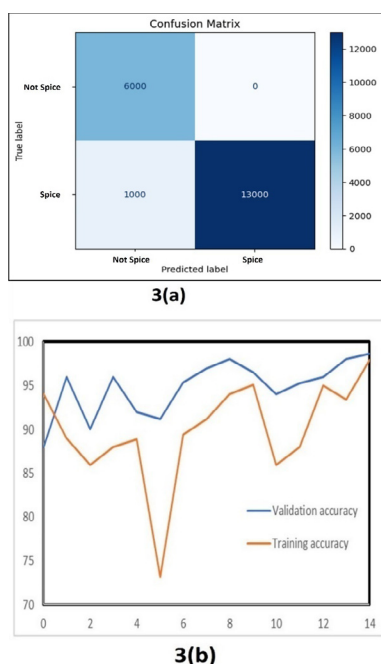 Confusion Matrix
Not Spice
6000
0
True label
Spice
1000
13000
Not Spice
Spice
Predicted label
12000
10000
8000
6000
4000
2000
0
3(a)
100
95
90
85
80
75
70
Validation accuracy
Training accuracy
0 2 4 6 8 10 12 14
3(b)